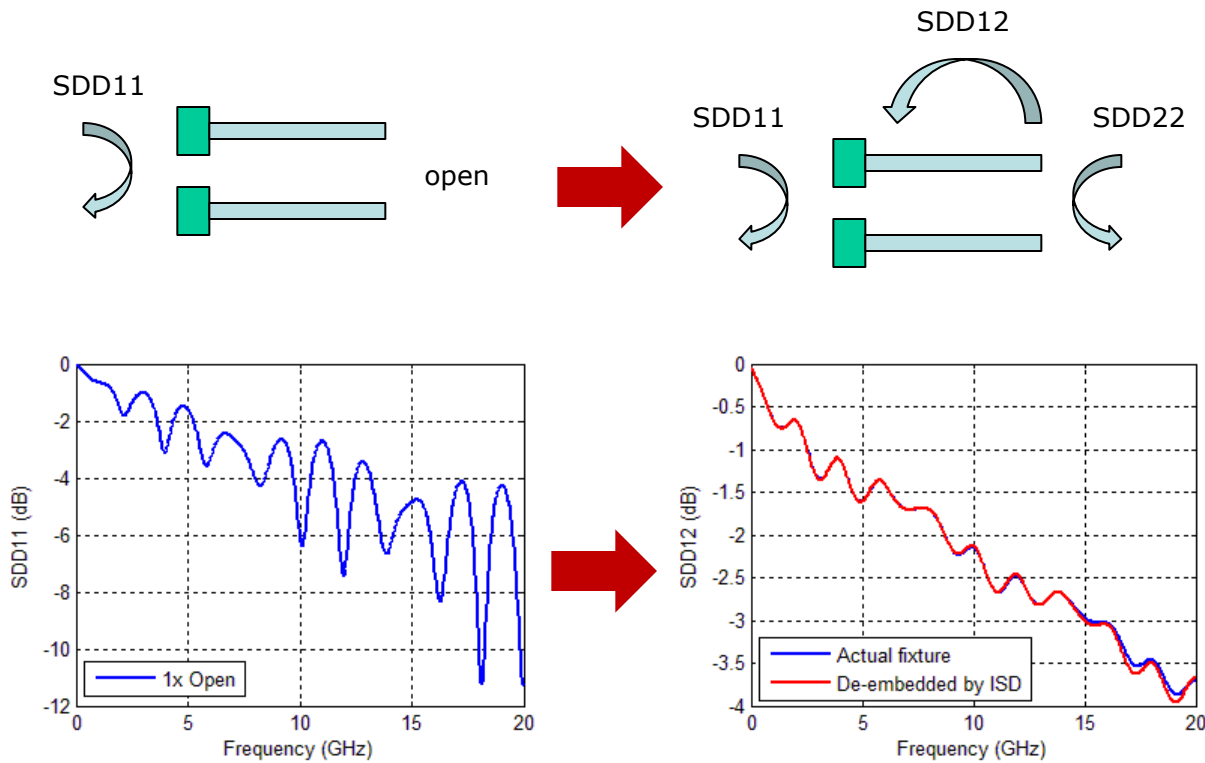 SDD12
SDD11
SDD11
SDD22
open
0
-2
-4
-6
-8
-10
-12
SDD11 (dB)
1x Open
0 5 10 15 20
Frequency (GHz)
0
-0.5
-1
-1.5
-2
-2.5
-3
-3.5
-4
SDD12 (dB)
Actual fixture
De-embedded by ISD
0 5 10 15 20
Frequency (GHz)